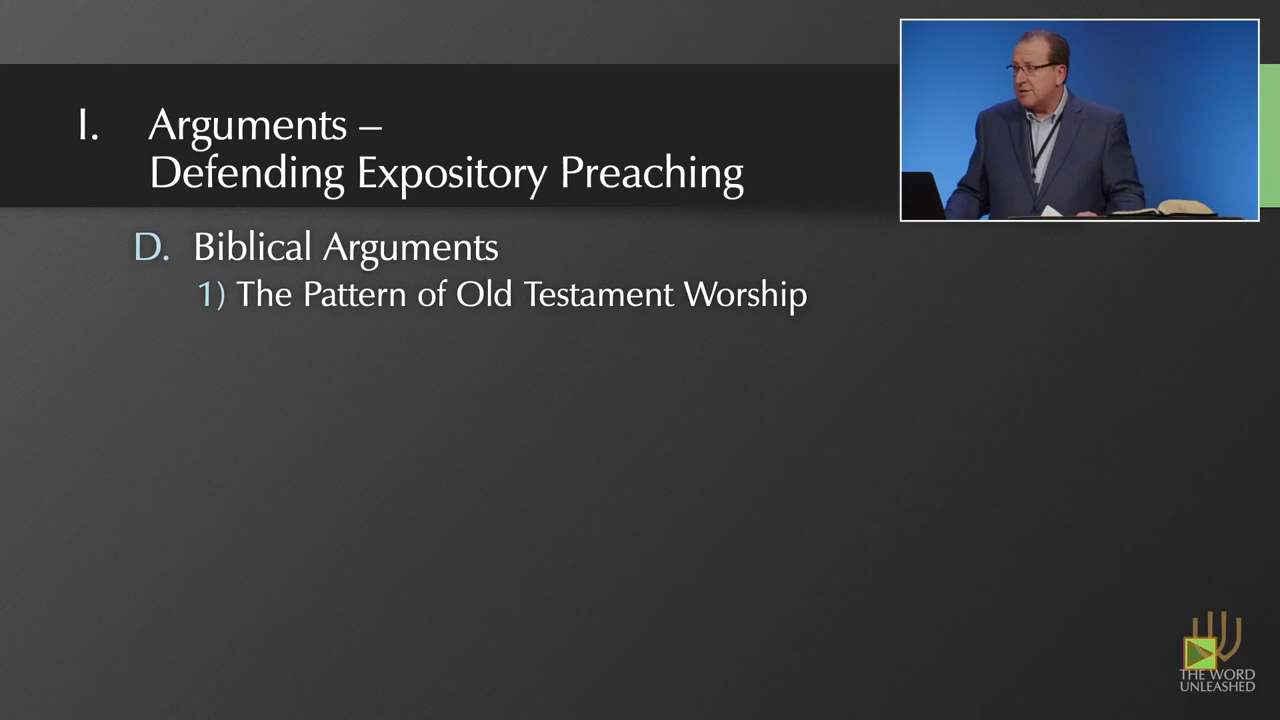 I. Arguments –
Defending Expository Preaching
D. Biblical Arguments
1) The Pattern of Old Testament Worship
THE WORD
UNLEASHED